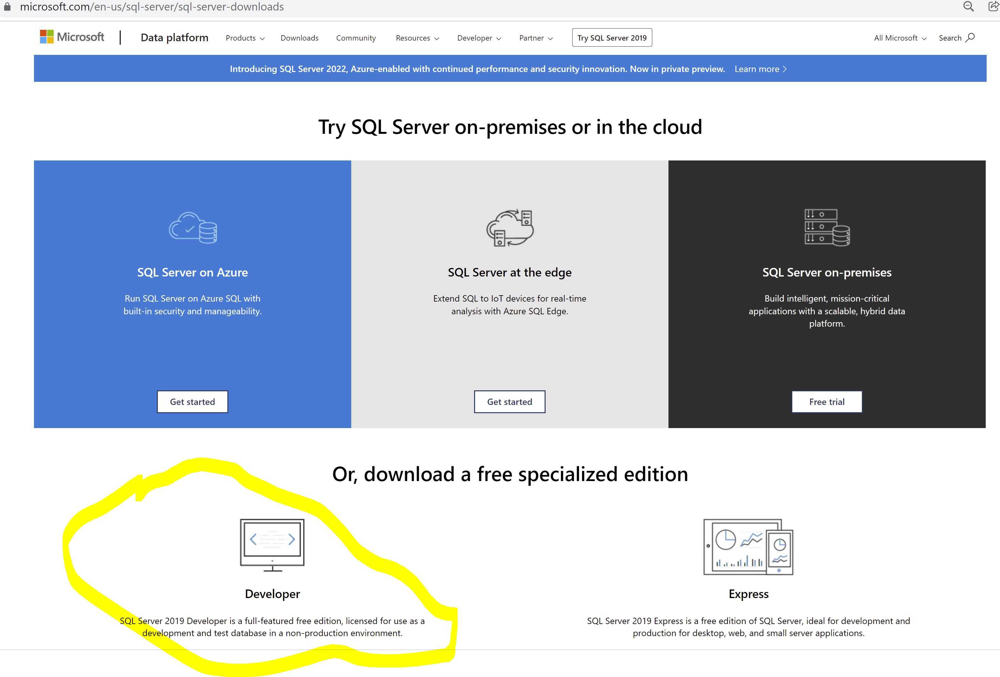 microsoft.com/en-us/sql-server/sql-server-downloads
Microsoft Data platform Products Downloads Community Resources Developer Partner Try SQL Server 2019 All Microsoft Search
Introducing SQL Server 2022, Azure-enabled with continued performance and security innovation. Now in private preview. Learn more
Try SQL Server on-premises or in the cloud
SQL Server on Azure
Run SQL Server on Azure SQL with
built-in security and manageability.
Get started
SQL Server at the edge
Extend SQL to IoT devices for real-time
analysis with Azure SQL Edge.
Get started
SQL Server on-premises
Build intelligent, mission-critical
applications with a scalable, hybrid data
platform.
Free trial
Or, download a free specialized edition
Developer
SQL Server 2019 Developer is a full-featured free edition, licensed for use as a
development and test database in a non-production environment.
Express
SQL Server 2019 Express is a free edition of SQL Server, ideal for development and
production for desktop, web, and small server applications.